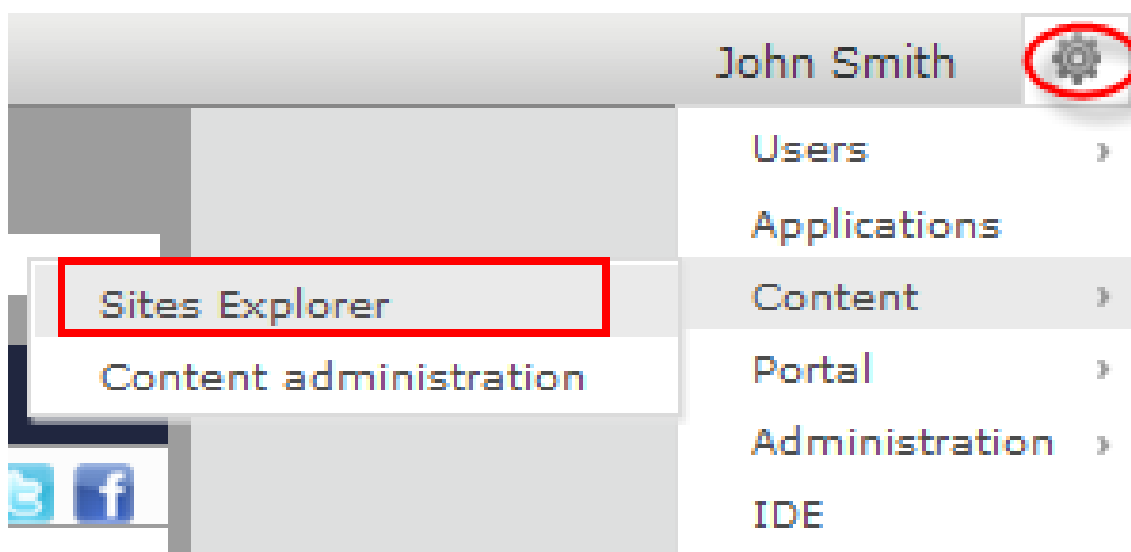 John Smith
Users
Applications
Content
Sites Explorer
Content administration
Portal
Administration
IDE